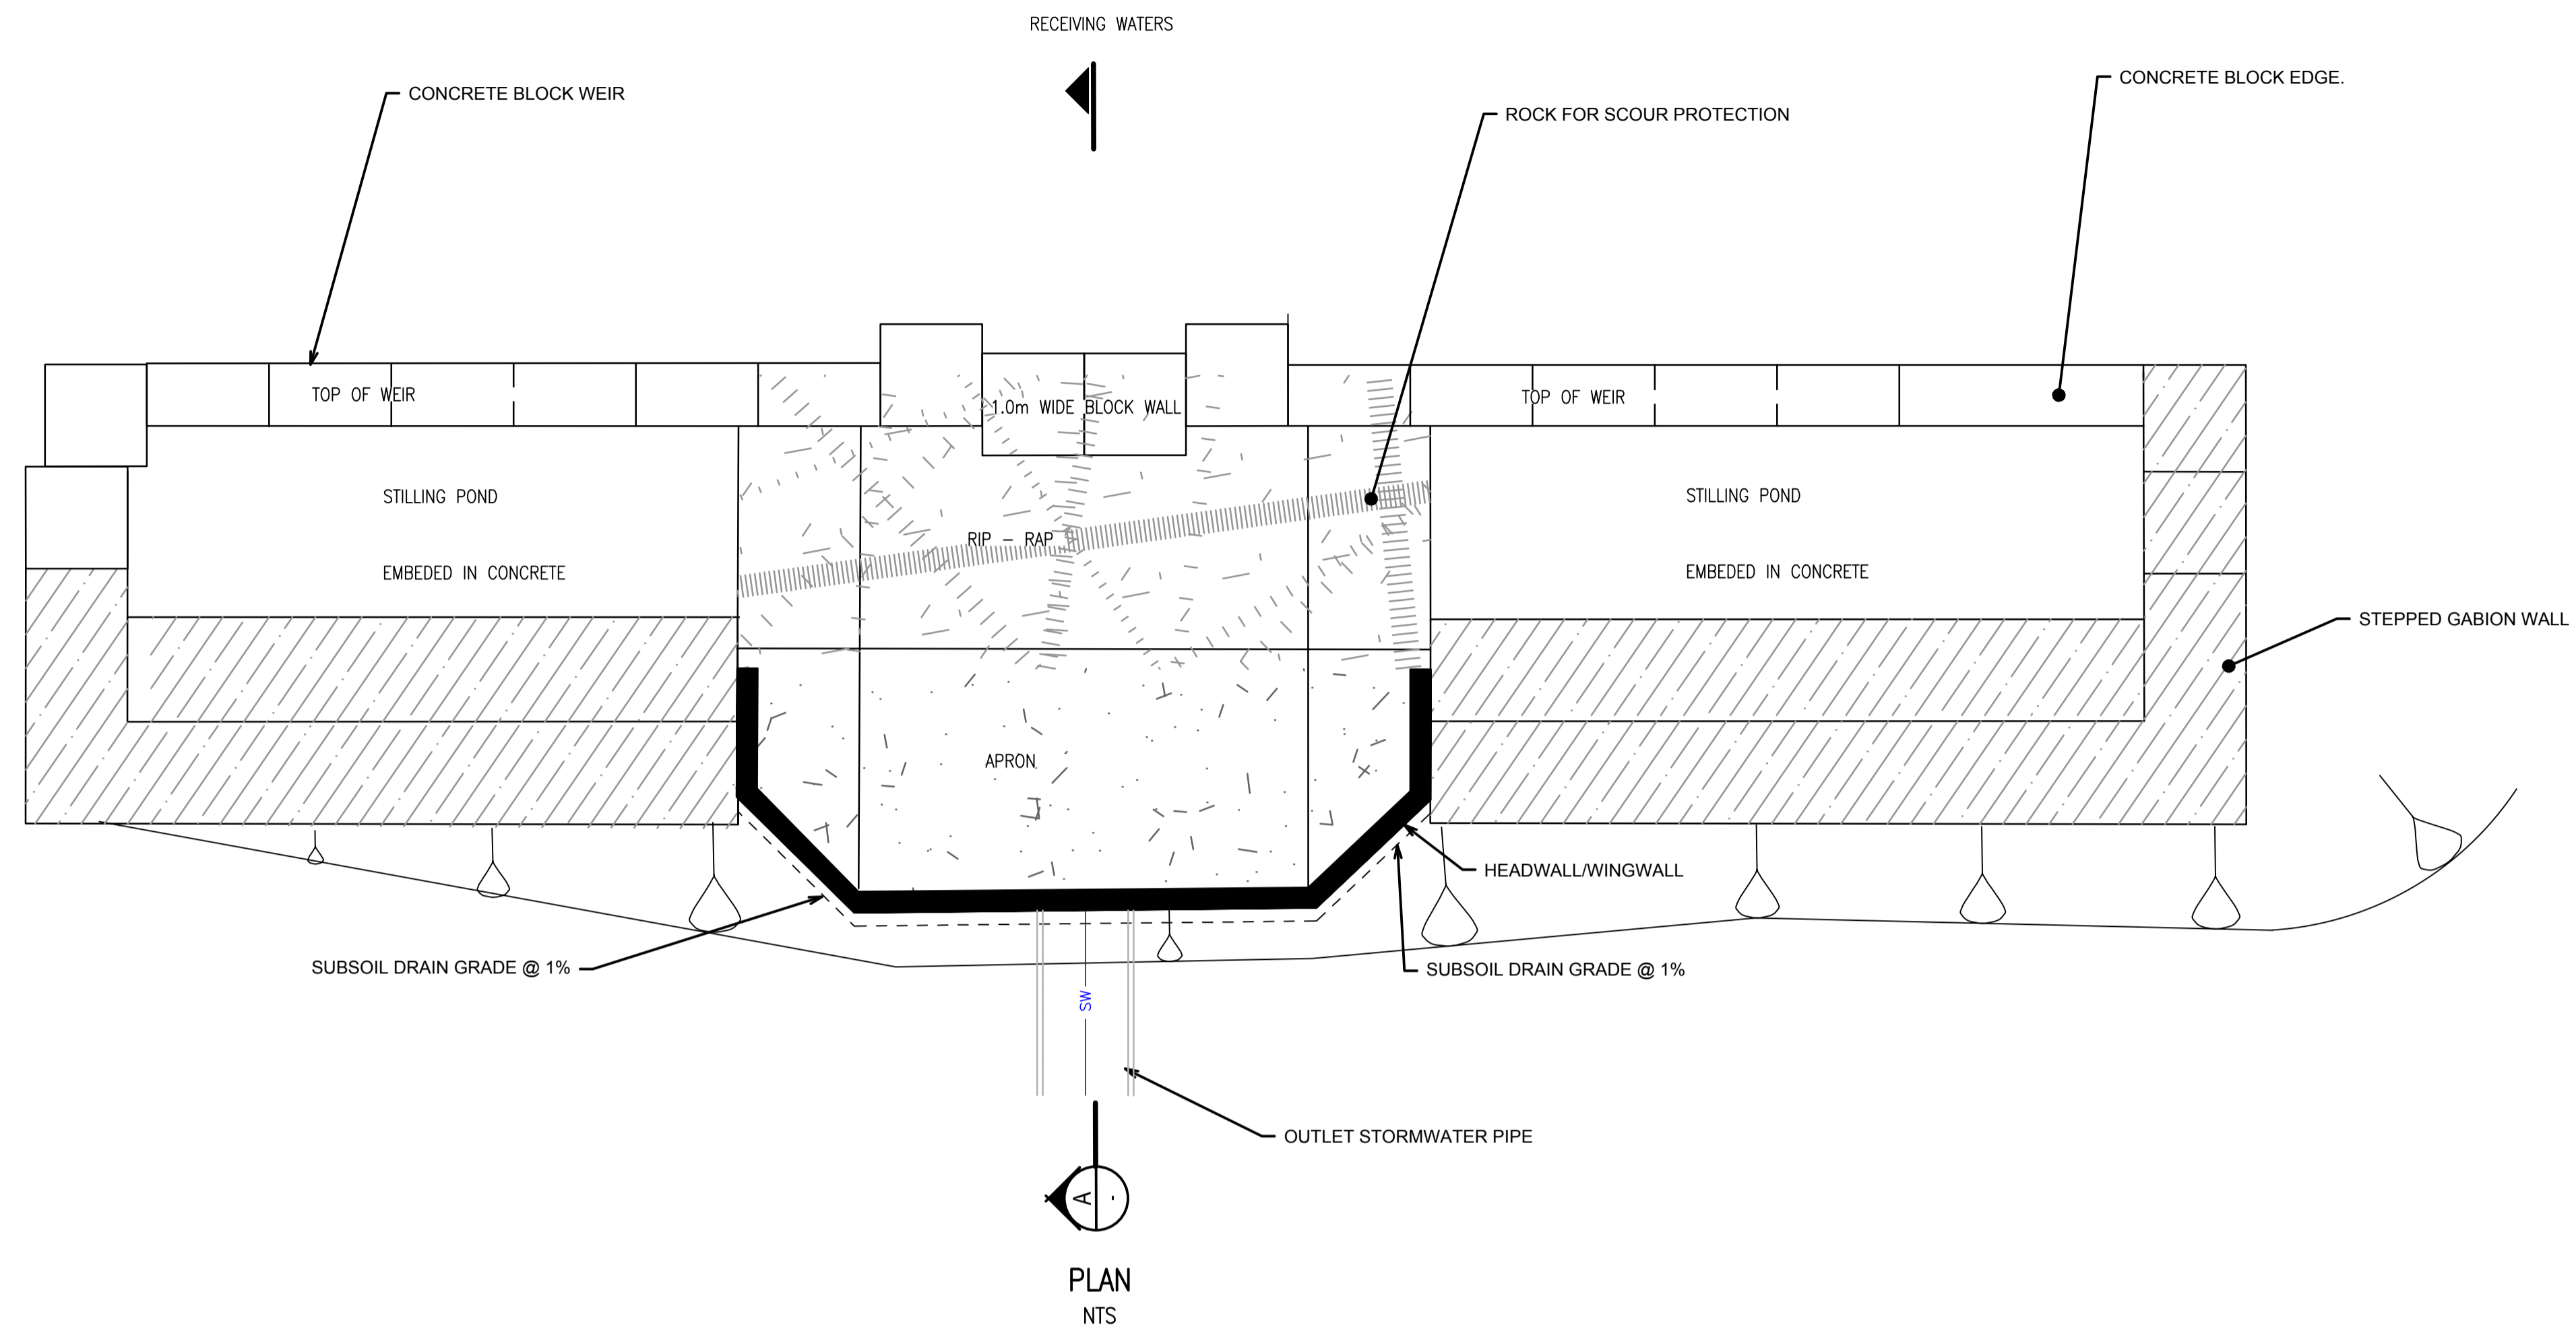 RECEIVING WATERS
CONCRETE BLOCK EDGE.
CONCRETE BLOCK WEIR
ROCK FOR SCOUR PROTECTION
TOP OF WEIR
1.0m WIDE BLOCK WALL
TOP OF WEIR
STILLING POND
STILLING POND
RIP - RAP
EMBEDED IN CONCRETE
EMBEDED IN CONCRETE
STEPPED GABION WALL
APRON
HEADWALL/WINGWALL
SUBSOIL DRAIN GRADE @ 1%
SUBSOIL DRAIN GRADE @ 1%
SW
OUTLET STORMWATER PIPE
A -
PLAN
NTS